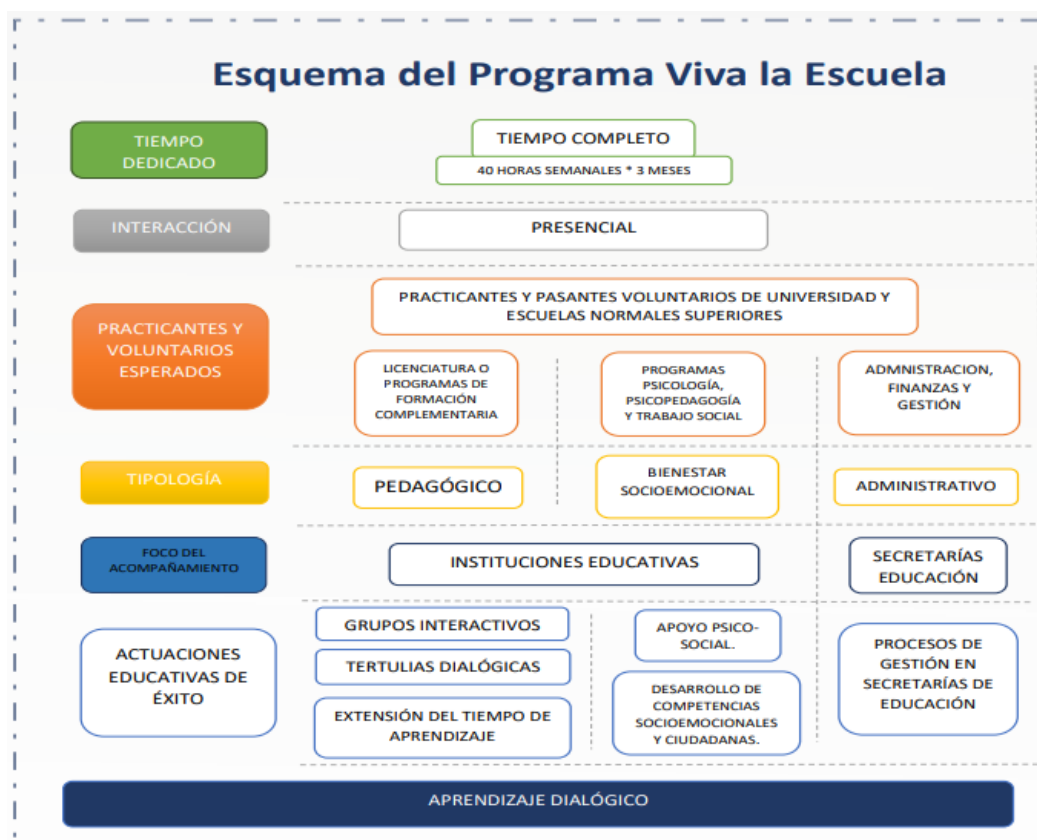 Esquema del Programa Viva la Escuela
TIEMPO
DEDICADO
TIEMPO COMPLETO
40 HORAS SEMANALES * 3 MESES
INTERACCIÓN
PRESENCIAL
PRACTICANTES Y
VOLUNTARIOS
ESPERADOS
PRACTICANTES Y PASANTES VOLUNTARIOS DE UNIVERSIDAD Y
ESCUELAS NORMALES SUPERIORES
LICENCIATURA O
PROGRAMAS DE
FORMACIÓN
COMPLEMENTARIA
PROGRAMAS
PSICOLOGÍA,
PSICOPEDAGOGÍA
Y TRABAJO SOCIAL
ADMNISTRACION,
FINANZAS Y
GESTIÓN
TIPOLOGÍA
PEDAGÓGICO
BIENESTAR
SOCIOEMOCIONAL
ADMINISTRATIVO
FOCO DEL
ACOMPAÑAMIENTO
INSTITUCIONES EDUCATIVAS
SECRETARÍAS
EDUCACIÓN
ACTUACIONES
EDUCATIVAS DE
ÉXITO
GRUPOS INTERACTIVOS
TERTULIAS DIALÓGICAS
EXTENSIÓN DEL TIEMPO DE
APRENDIZAJE
APOYO PSICO-
SOCIAL.
DESARROLLO DE
COMPETENCIAS
SOCIOEMOCIONALES
Y CIUDADANAS.
PROCESOS DE
GESTIÓN EN
SECRETARÍAS DE
EDUCACIÓN
APRENDIZAJE DIALÓGICO